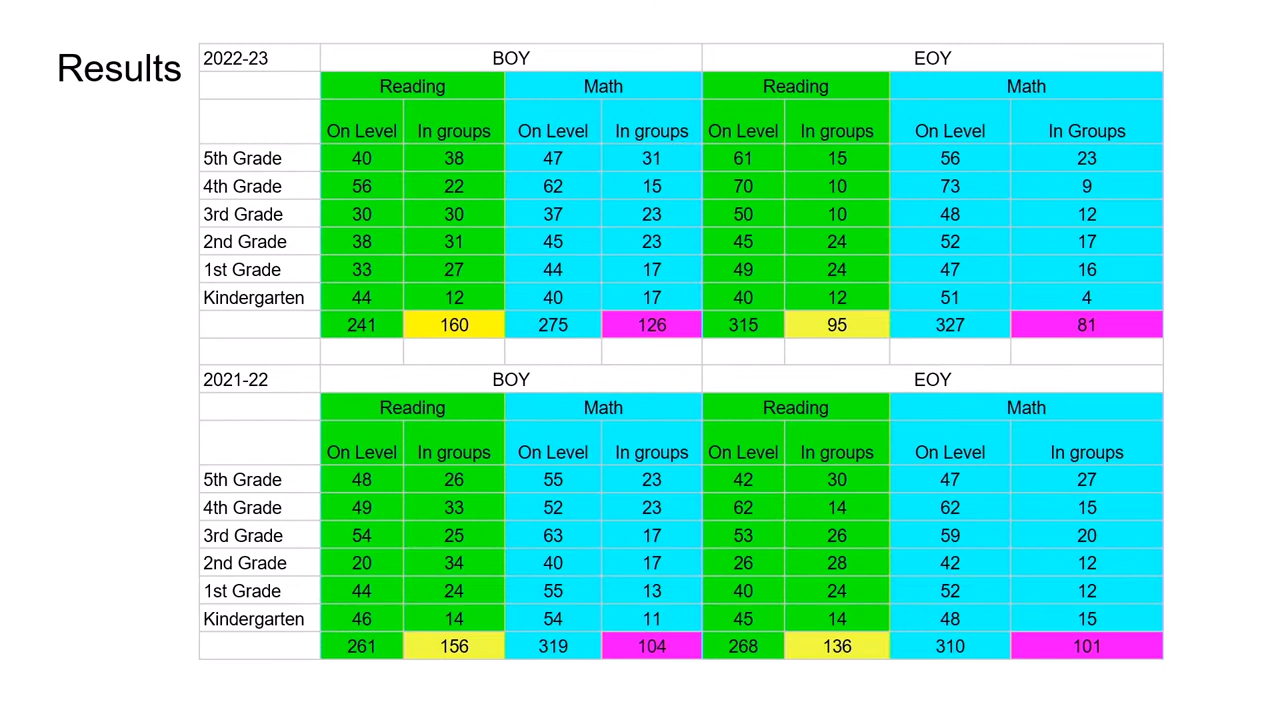 Results
2022-23 BOY EOY
Reading Math Reading Math
On Level In groups On Level In groups On Level In groups On Level In Groups
5th Grade 40 38 47 31 61 15 56 23
4th Grade 56 22 62 15 70 10 73 9
3rd Grade 30 30 37 23 50 10 48 12
2nd Grade 38 31 45 23 45 24 52 17
1st Grade 33 27 44 17 49 24 47 16
Kindergarten 44 12 40 17 40 12 51 4
241 160 275 126 315 95 327 81
2021-22 BOY EOY
Reading Math Reading Math
On Level In groups On Level In groups On Level In groups On Level In groups
5th Grade 48 26 55 23 42 30 47 27
4th Grade 49 33 52 23 62 14 62 15
3rd Grade 54 25 63 17 53 26 59 20
2nd Grade 20 34 40 17 26 28 42 12
1st Grade 44 24 55 13 40 24 52 12
Kindergarten 46 14 54 11 45 14 48 15
261 156 319 104 268 136 310 101